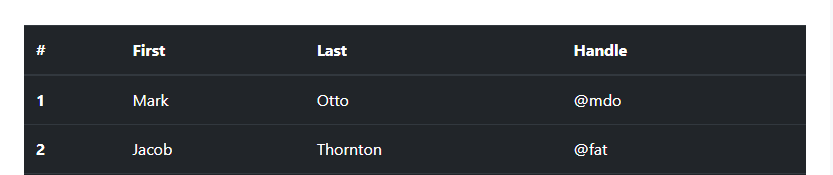 # First Last Handle
1 Mark Otto @mdo
2 Jacob Thornton @fat